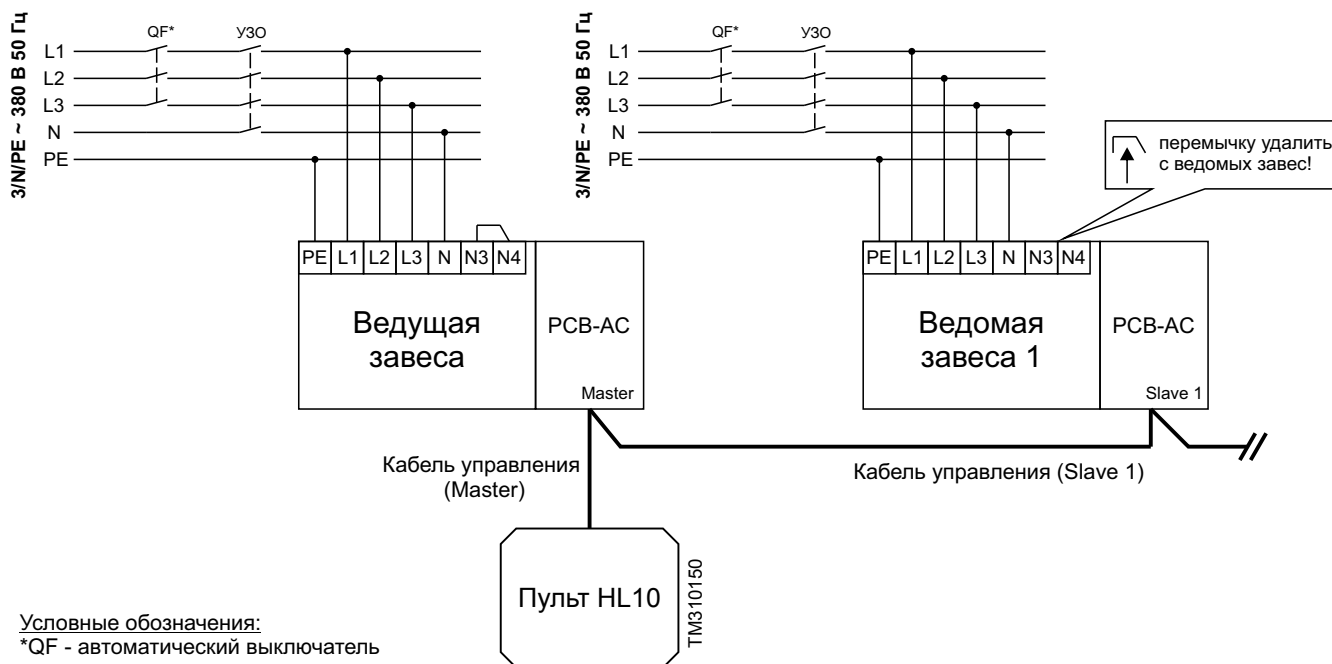 3/N/PE ~ 380 В 50 Гц
QF*
УЗО
L1
L2
L3
N
PE
3/N/PE ~ 380 В 50 Гц
QF*
УЗО
L1
L2
L3
N
PE
перемычку удалить
с ведомых завес!
PE L1 L2 L3 N N3 N4
Ведущая
завеса
PCB-AC
Master
PE L1 L2 L3 N N3 N4
Ведомая
завеса 1
PCB-AC
Slave 1
Кабель управления
(Master)
Кабель управления (Slave 1)
Пульт HL10
TM310150
Условные обозначения:
*QF - автоматический выключатель